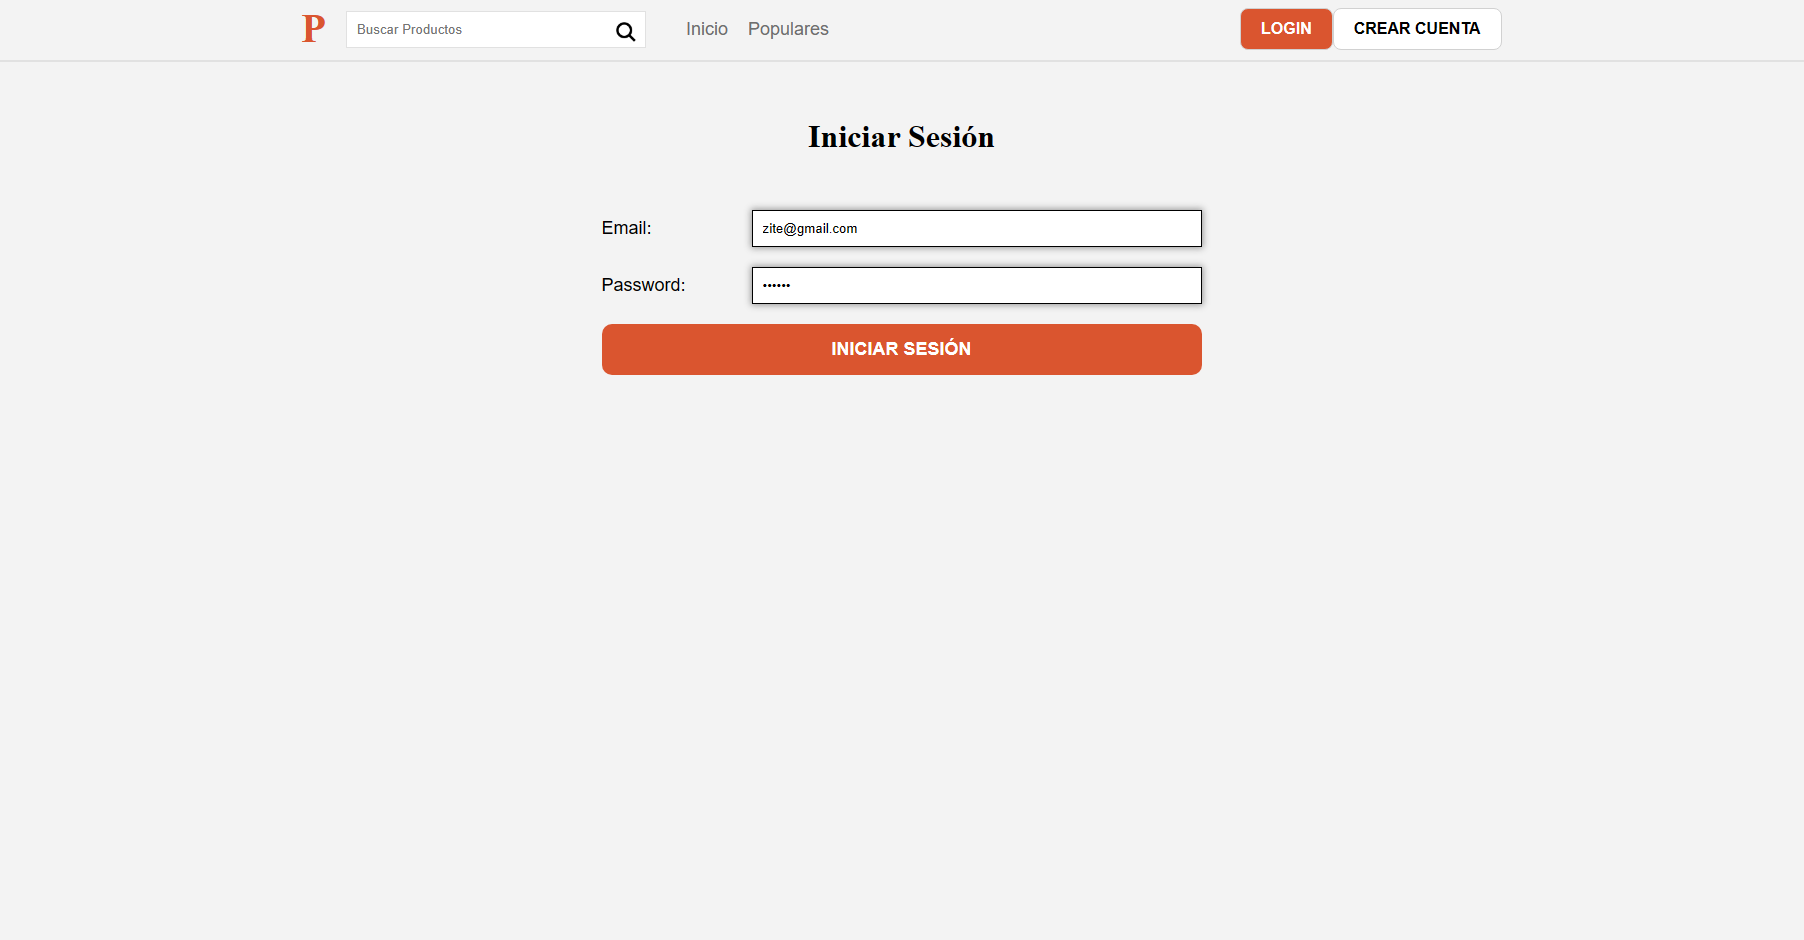 P
Buscar Productos
Inicio
Populares
LOGIN
CREAR CUENTA
Iniciar Sesión
Email:
zite@gmail.com
Password:
••••••
INICIAR SESIÓN